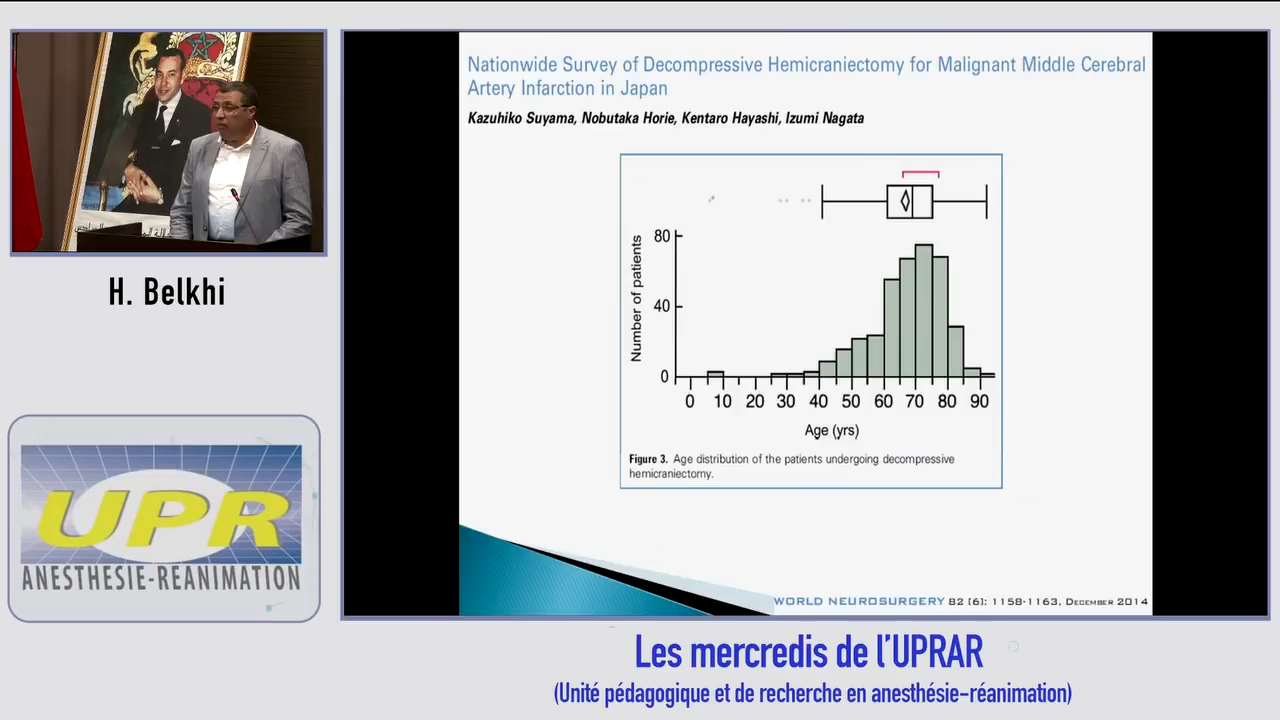 Nationwide Survey of Decompressive Hemicraniectomy for Malignant Middle Cerebral
Artery Infarction in Japan
Kazuhiko Suyama, Nobutaka Horie, Kentaro Hayashi, Izumi Nagata
Number of patients
80
40
0
0 10 20 30 40 50 60 70 80 90
Age (yrs)
Figure 3. Age distribution of the patients undergoing decompressive
hemicraniectomy.
WORLD NEUROSURGERY 82 [6]: 1158-1163, DECEMBER 2014
H. Belkhi
UPR
ANESTHESIE-REANIMATION
Les mercredis de l'UPRAR
(Unité pédagogique et de recherche en anesthésie-réanimation)